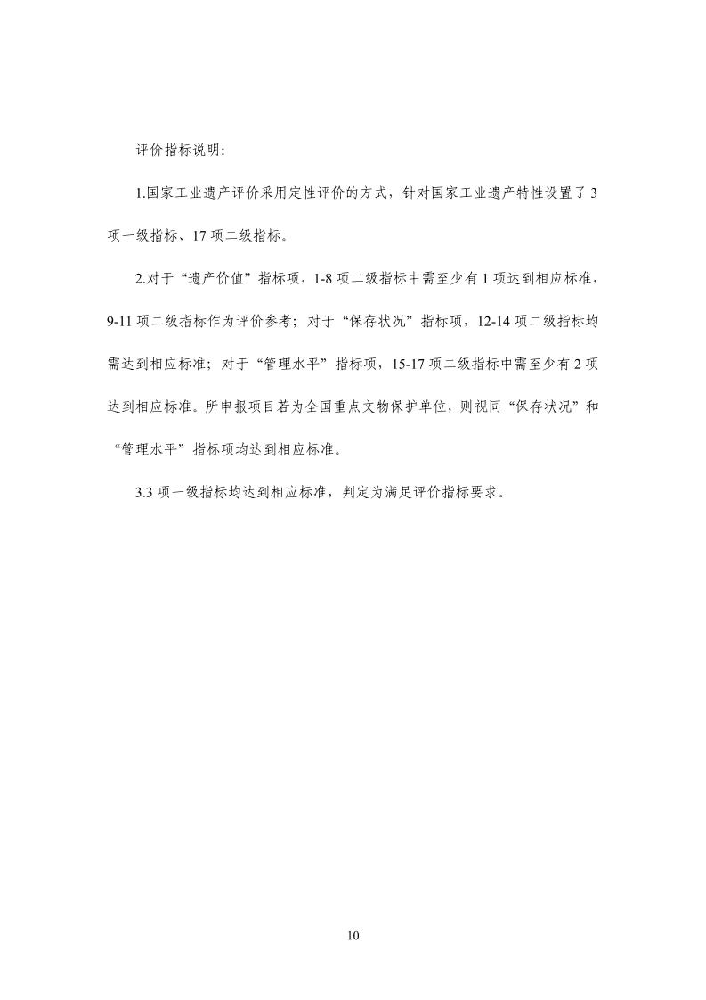 评价指标说明：
1.国家工业遗产评价采用定性评价的方式，针对国家工业遗产特性设置了 3
项一级指标、17 项二级指标。
2.对于“遗产价值”指标项，1-8 项二级指标中需至少有 1 项达到相应标准，
9-11 项二级指标作为评价参考；对于“保存状况”指标项，12-14 项二级指标均
需达到相应标准；对于“管理水平”指标项，15-17 项二级指标中需至少有 2 项
达到相应标准。所申报项目若为全国重点文物保护单位，则视同“保存状况”和
“管理水平”指标项均达到相应标准。
3.3 项一级指标均达到相应标准，判定为满足评价指标要求。
10